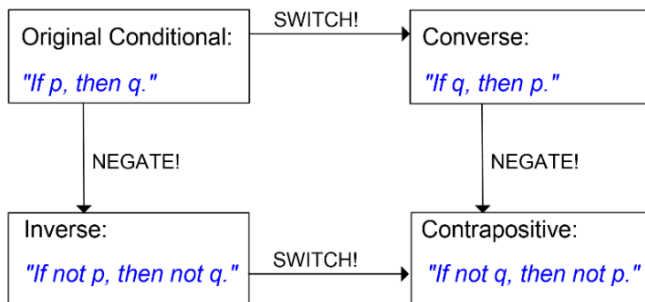 Original Conditional:
"If p, then q."
SWITCH!
Converse:
"If q, then p."
NEGATE!
NEGATE!
Inverse:
"If not p, then not q."
SWITCH!
Contrapositive:
"If not q, then not p."